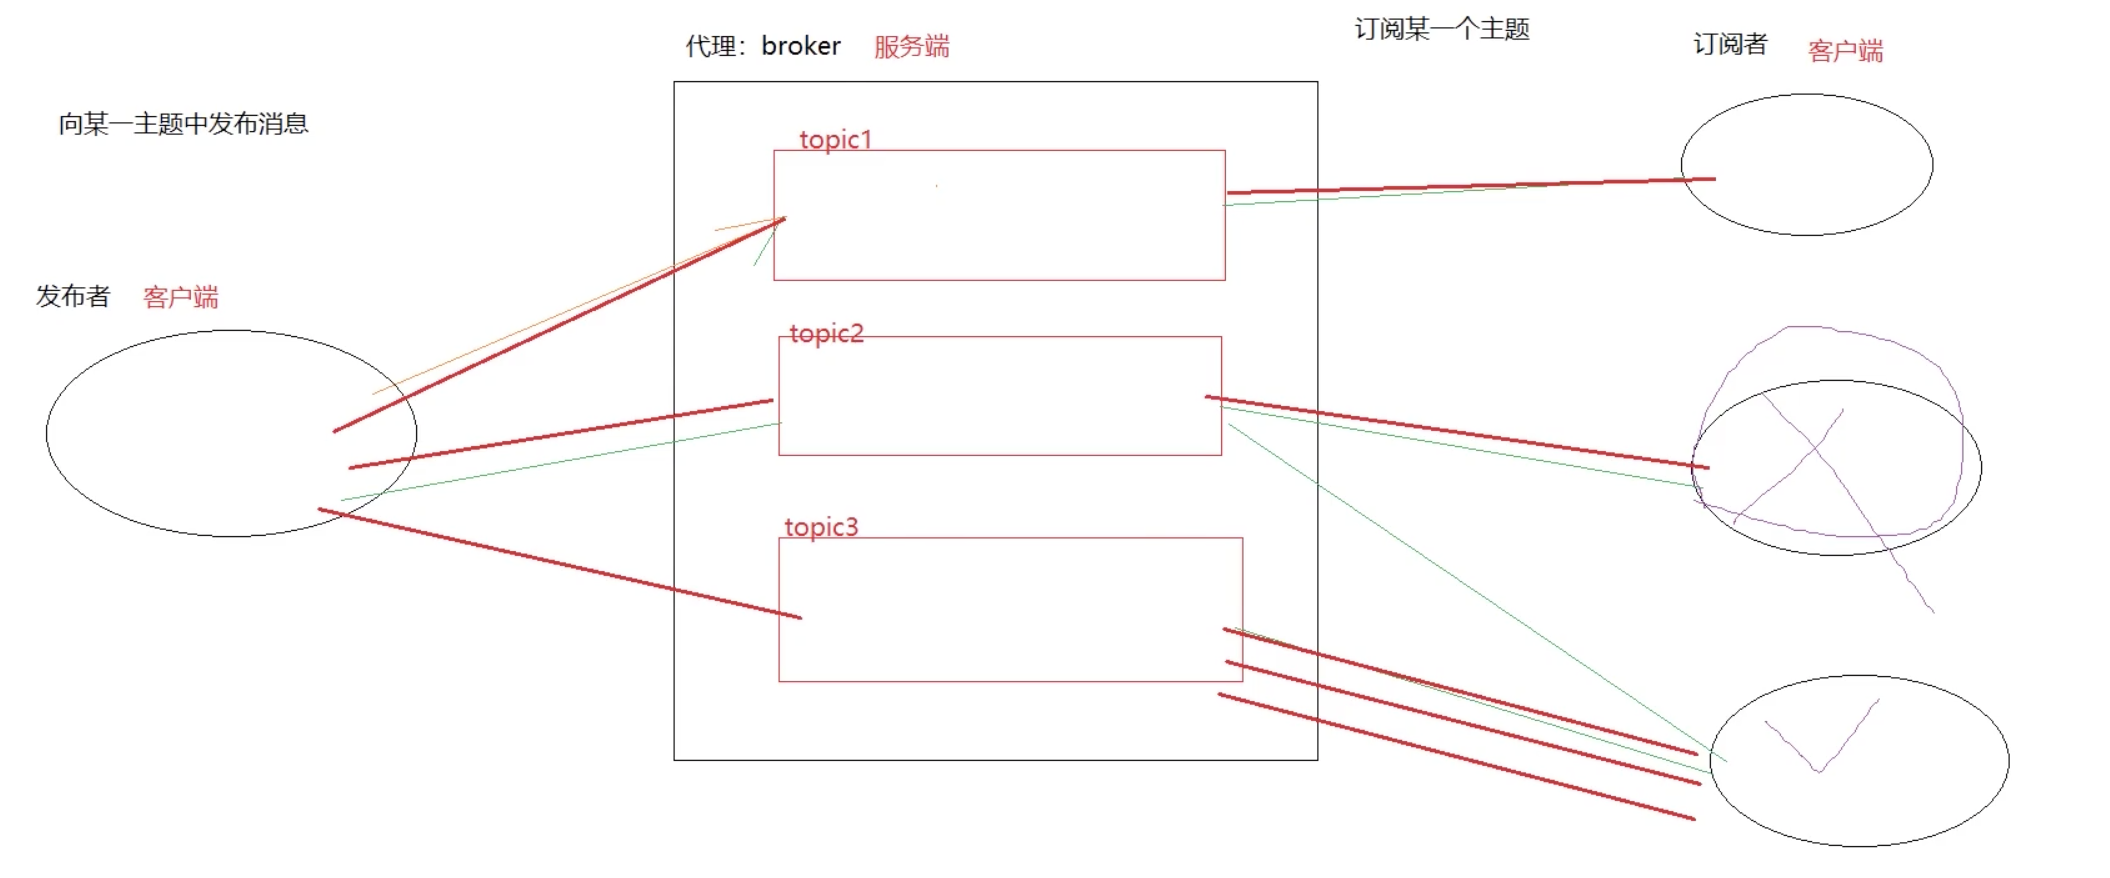 订阅某一个主题
代理：broker 服务端
订阅者 客户端
向某一主题中发布消息
topic1
发布者 客户端
topic2
topic3